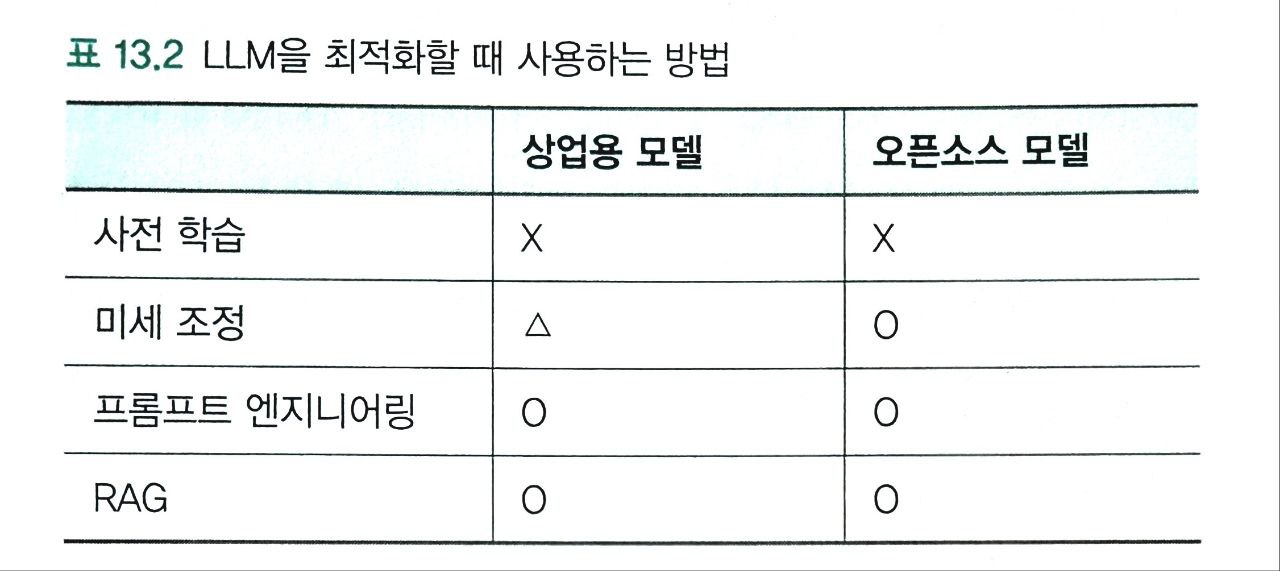 표 13.2 LLM을 최적화할 때 사용하는 방법
상업용 모델 오픈소스 모델
사전 학습 X X
미세 조정 △ O
프롬프트 엔지니어링 O O
RAG O O